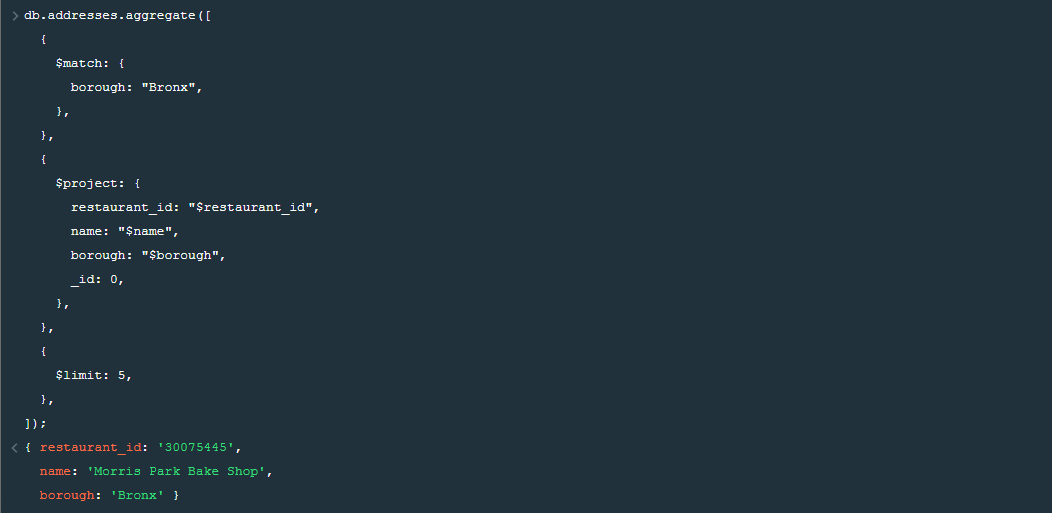 > db.addresses.aggregate([
{
$match: {
borough: "Bronx",
},
},
{
$project: {
restaurant_id: "$restaurant_id",
name: "$name",
borough: "$borough",
_id: 0,
},
},
{
$limit: 5,
},
]);
< { restaurant_id: '30075445',
name: 'Morris Park Bake Shop',
borough: 'Bronx' }